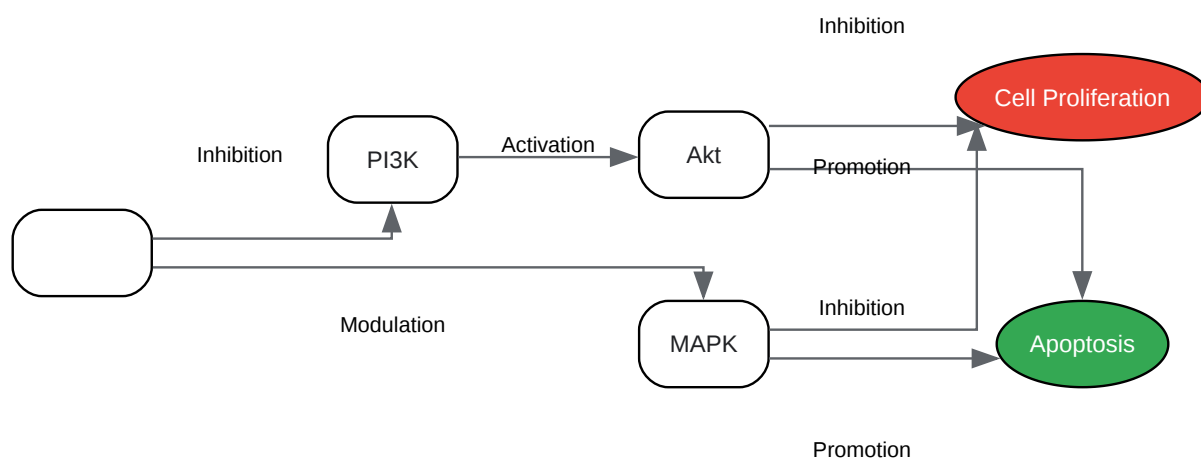 Inhibition
Cell Proliferation
Inhibition
PI3K
Activation
Akt
Promotion
Modulation
MAPK
Inhibition
Apoptosis
Promotion